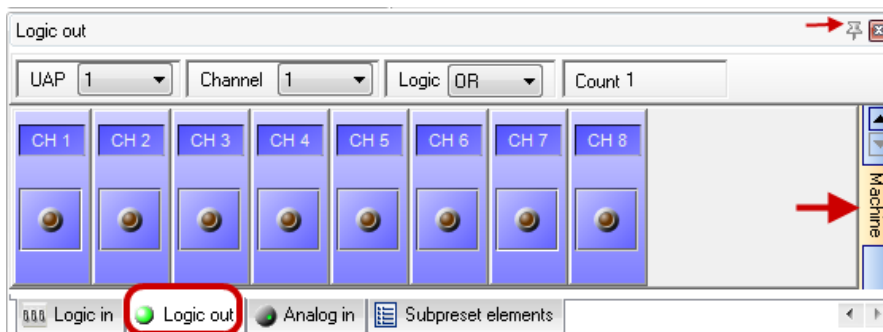 Logic out
UAP 1 Channel 1 Logic OR Count 1
CH 1 CH 2 CH 3 CH 4 CH 5 CH 6 CH 7 CH 8
Machine
Logic in Logic out Analog in Subpreset elements